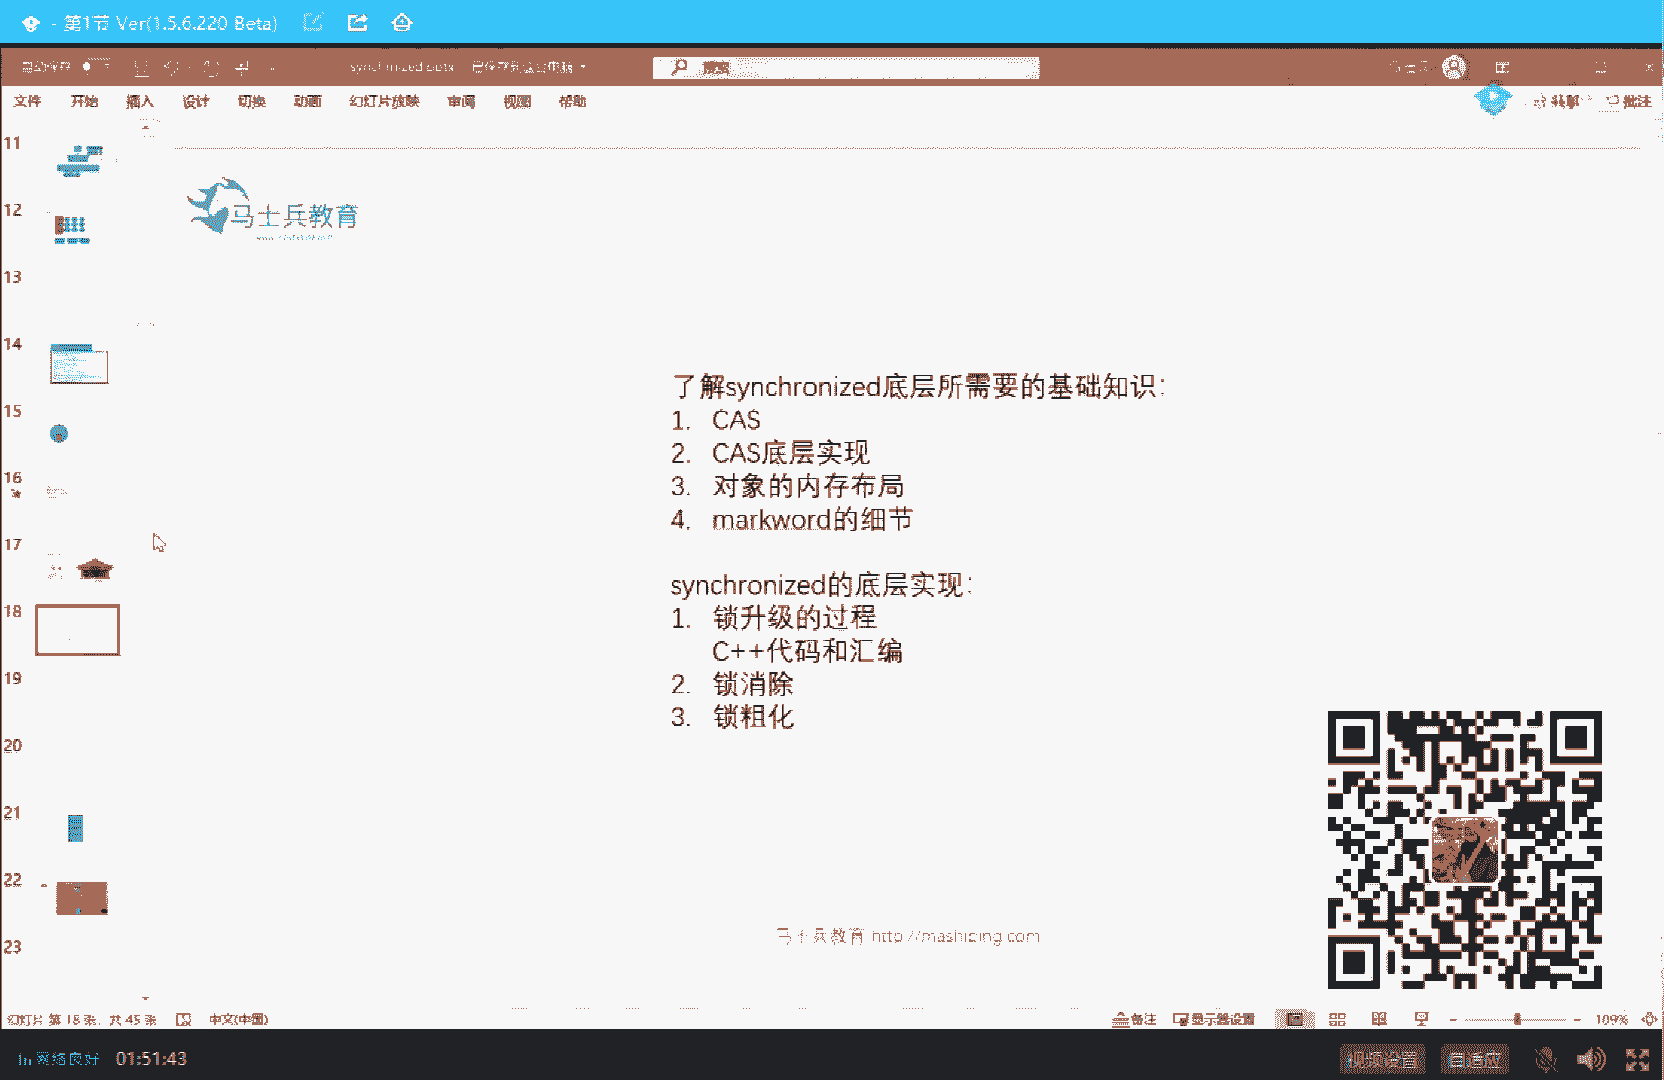 - 第1节 Ver(1.5.6.220 Beta)
synchronized.pptx - 已保存到这台电脑
搜索
文件 开始 插入 设计 切换 动画 幻灯片放映 审阅 视图 帮助
共享 批注
11
12
13
14
15
16
17
18
19
20
21
22
23
马士兵教育
了解synchronized底层所需要的基础知识：
1. CAS
2. CAS底层实现
3. 对象的内存布局
4. markword的细节
synchronized的底层实现：
1. 锁升级的过程
C++代码和汇编
2. 锁消除
3. 锁粗化
马士兵教育 http://mashibing.com
幻灯片 第 18 张，共 45 张 中文(中国)
备注 显示器设置 109%
网络良好 01:51:43
视频设置 自适应